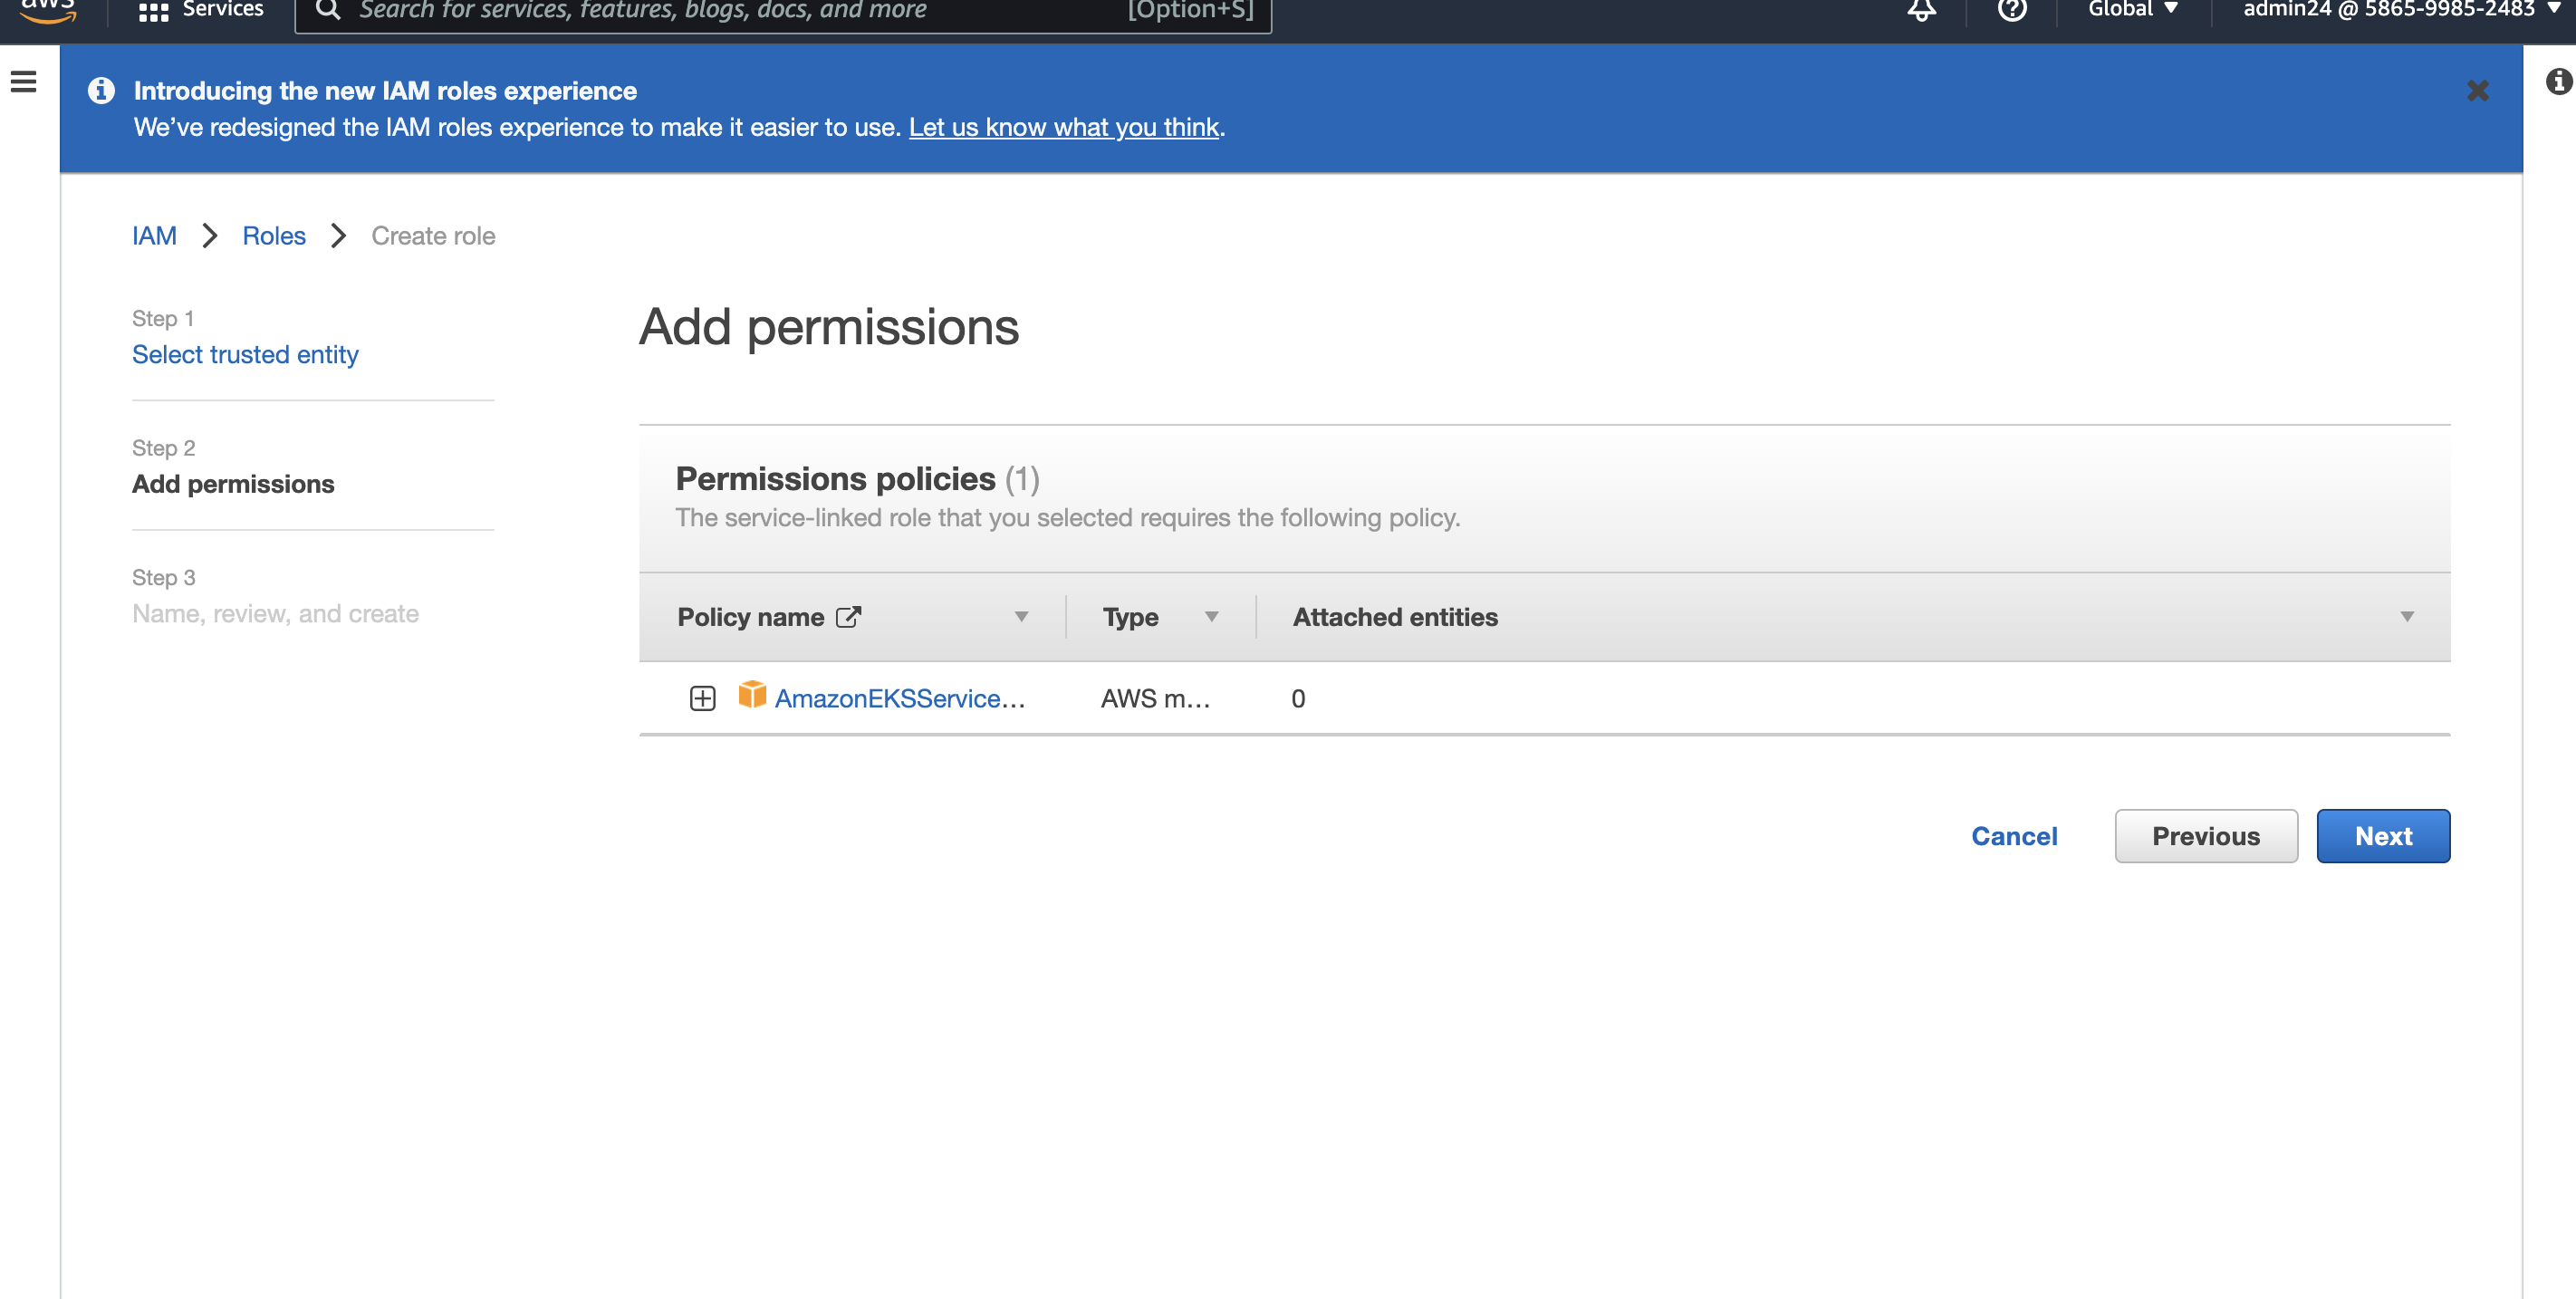 aws
Services
Search for services, features, blogs, docs, and more
[Option+S]
Global
admin24 @ 5865-9985-2483
Introducing the new IAM roles experience
We've redesigned the IAM roles experience to make it easier to use. Let us know what you think.
IAM
Roles
Create role
Step 1
Select trusted entity
Step 2
Add permissions
Step 3
Name, review, and create
Add permissions
Permissions policies (1)
The service-linked role that you selected requires the following policy.
Policy name
Type
Attached entities
AmazonEKSService...
AWS m...
0
Cancel
Previous
Next